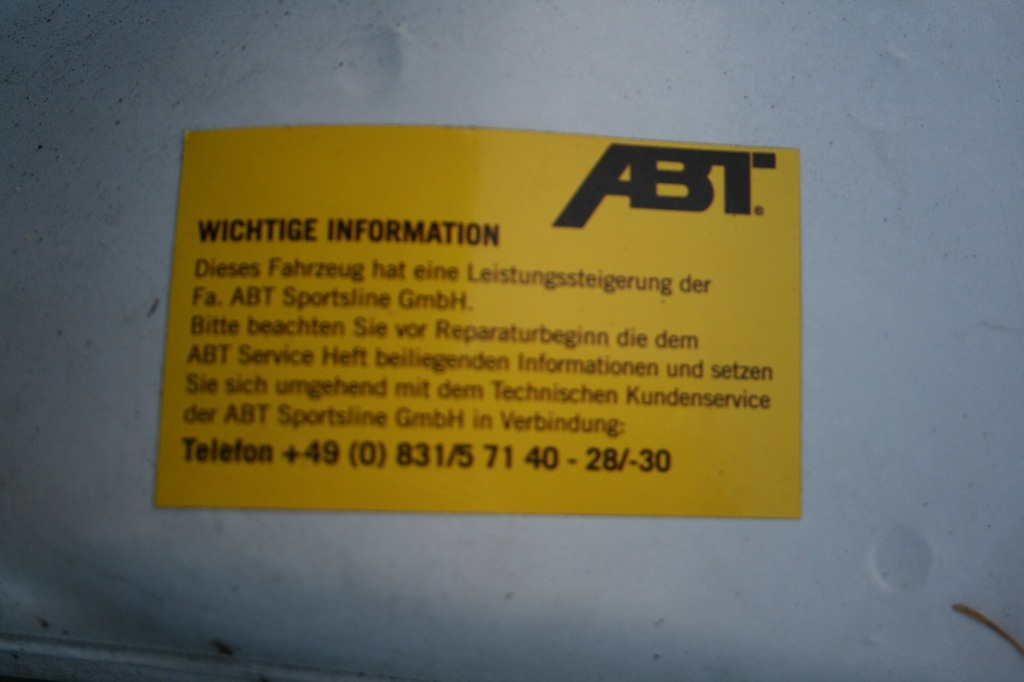 ABT®
WICHTIGE INFORMATION
Dieses Fahrzeug hat eine Leistungssteigerung der
Fa. ABT Sportsline GmbH.
Bitte beachten Sie vor Reparaturbeginn die dem
ABT Service Heft beiliegenden Informationen und setzen
Sie sich umgehend mit dem Technischen Kundenservice
der ABT Sportsline GmbH in Verbindung:
Telefon +49 (0) 831/5 71 40 - 28/-30